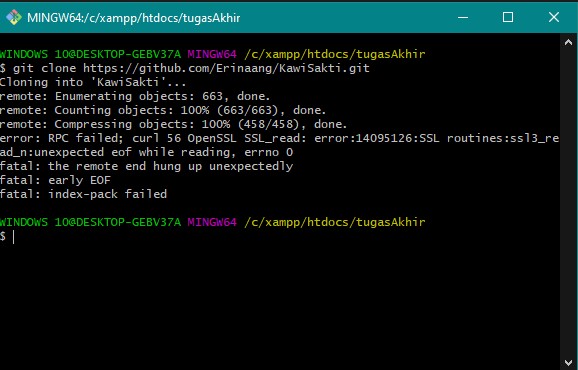 MINGW64:/c/xampp/htdocs/tugasAkhir
WINDOWS 10@DESKTOP-GEBV37A MINGW64 /c/xampp/htdocs/tugasAkhir
$ git clone https://github.com/Erinaang/KawiSakti.git
Cloning into 'KawiSakti'...
remote: Enumerating objects: 663, done.
remote: Counting objects: 100% (663/663), done.
remote: Compressing objects: 100% (458/458), done.
error: RPC failed; curl 56 OpenSSL SSL_read: error:14095126:SSL routines:ssl3_re
ad_n:unexpected eof while reading, errno 0
fatal: the remote end hung up unexpectedly
fatal: early EOF
fatal: index-pack failed
WINDOWS 10@DESKTOP-GEBV37A MINGW64 /c/xampp/htdocs/tugasAkhir
$